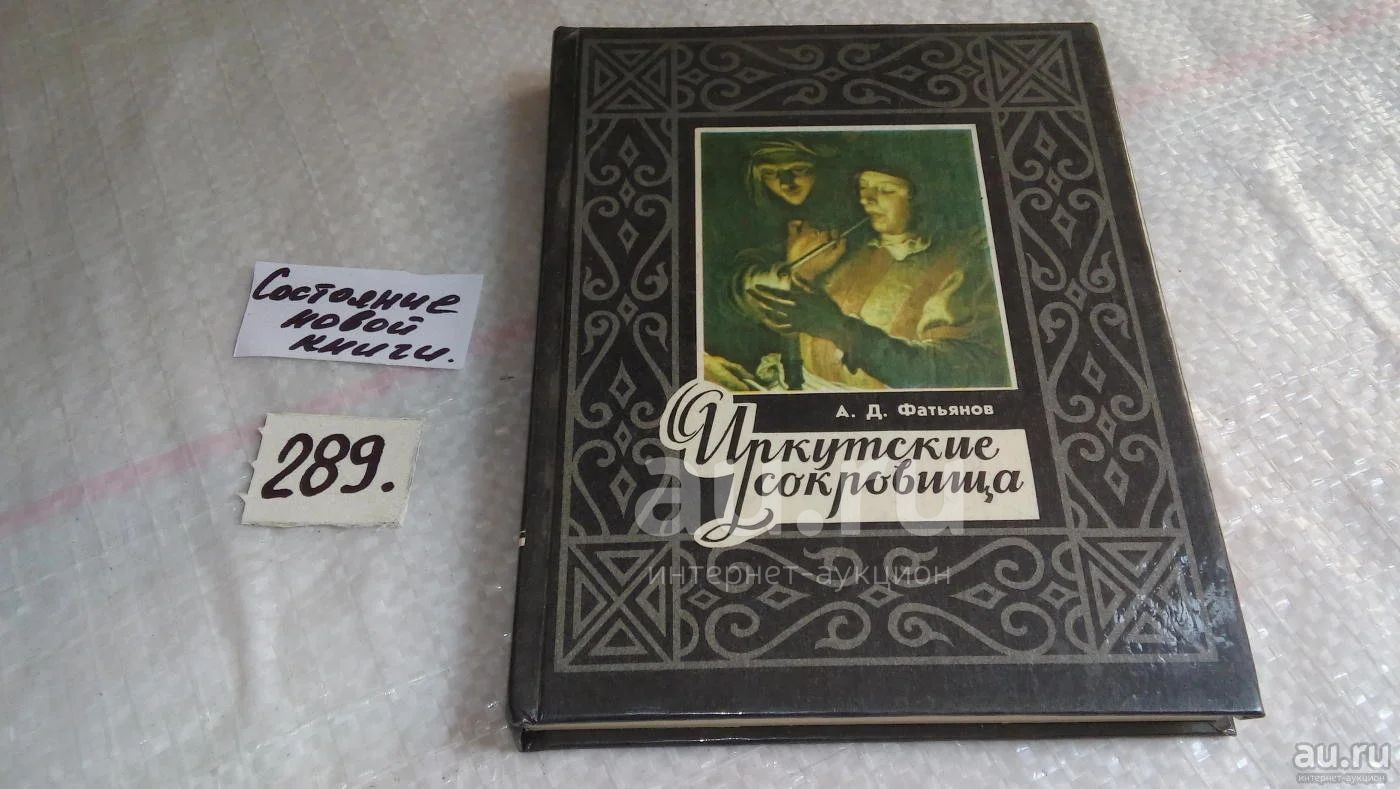 Состояние
новой
книги.
289.
А. Д. Фатьянов
Иркутские
сокровища
au.ru
интернет-аукцион
au.ru
интернет-аукцион